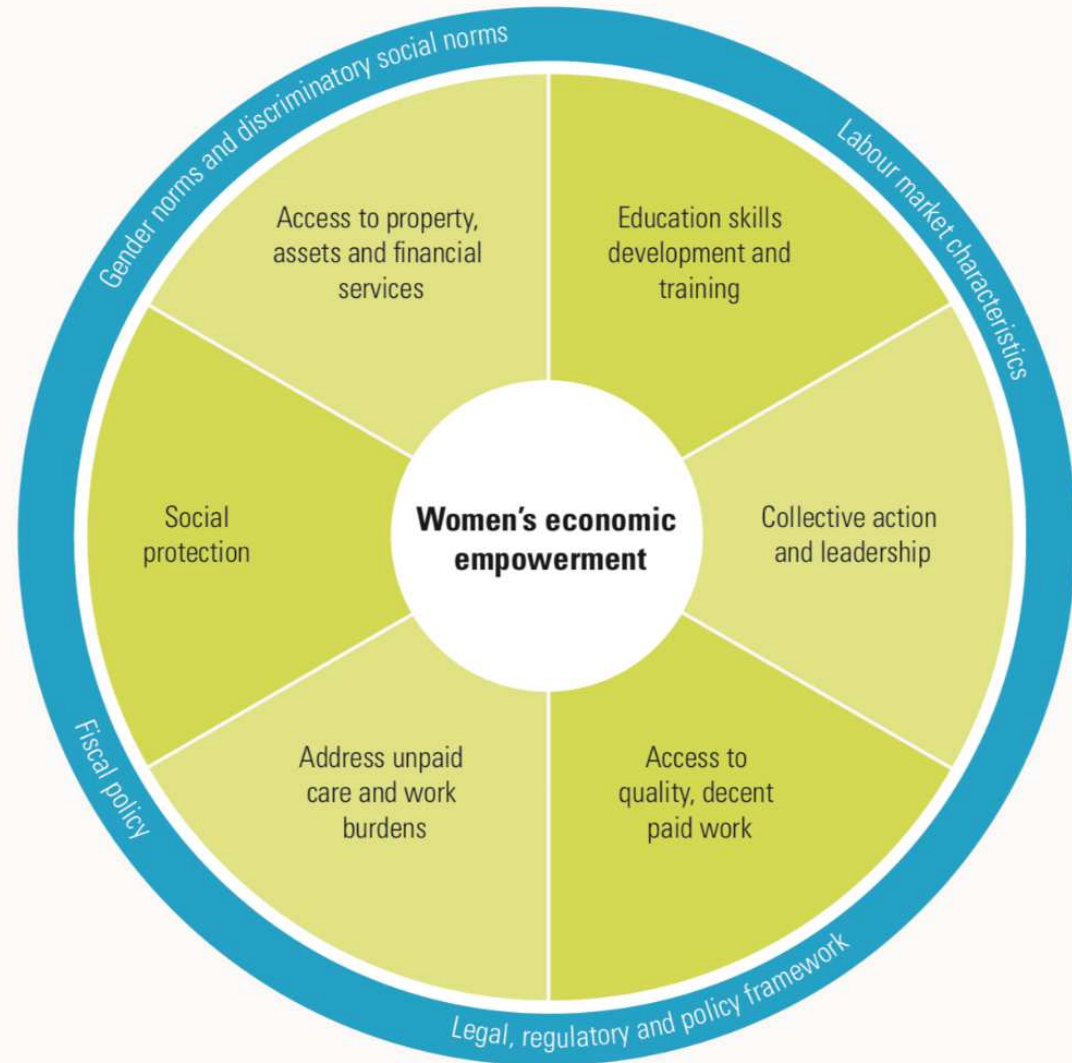 Gender norms and discriminatory social norms
Labour market characteristics
Access to property,
assets and financial
services
Education skills
development and
training
Social
protection
Women’s economic
empowerment
Collective action
and leadership
Address unpaid
care and work
burdens
Access to
quality, decent
paid work
Fiscal policy
Legal, regulatory and policy framework